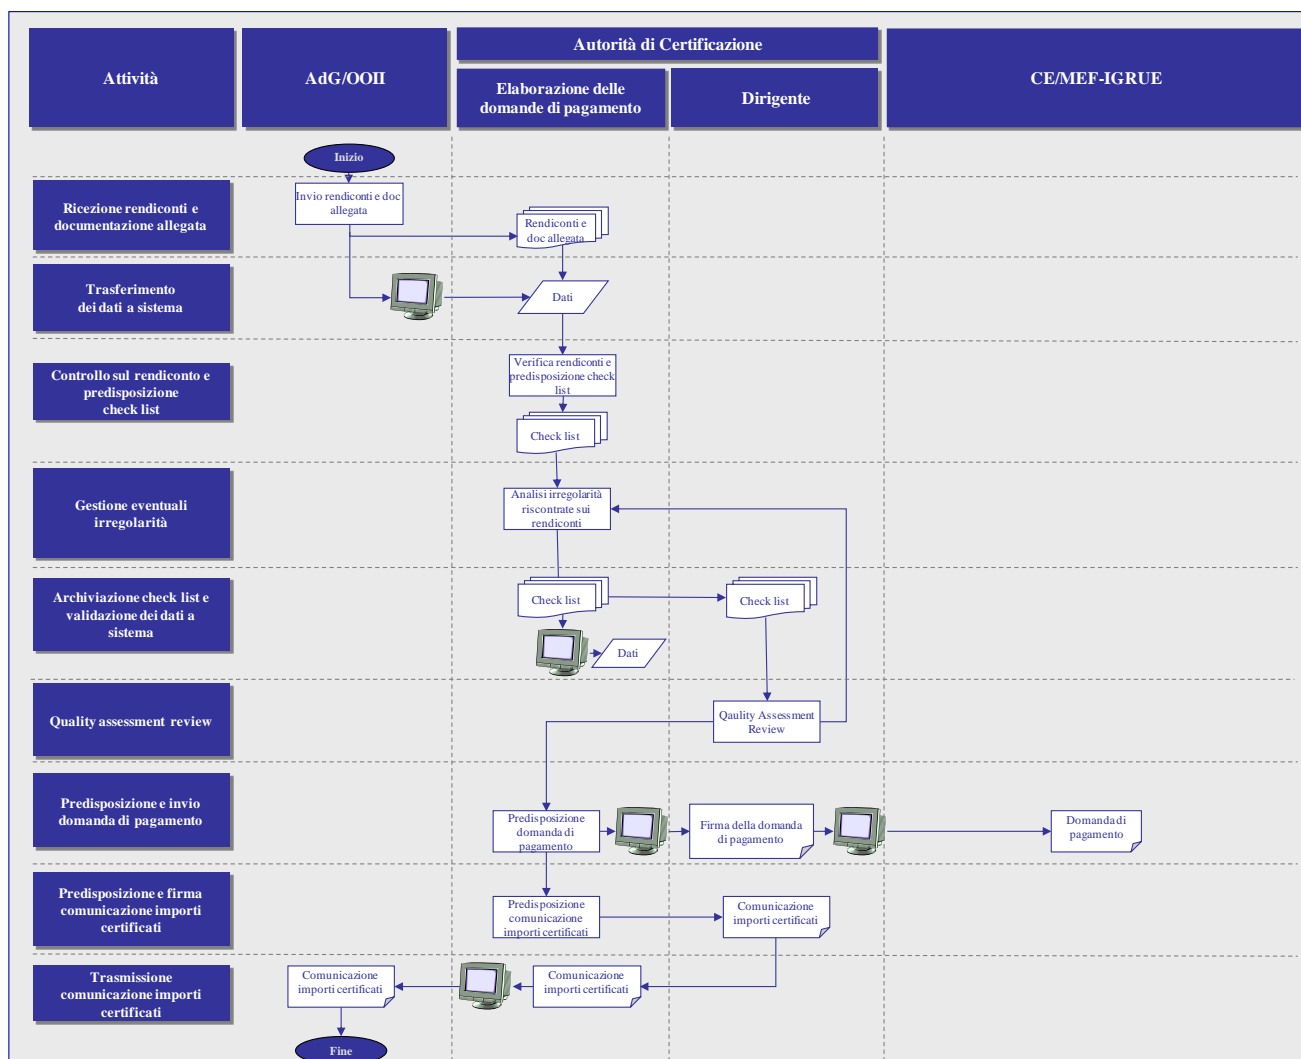 Attività
AdG/OOII
Autorità di Certificazione
Elaborazione delle
domande di pagamento
Dirigente
CE/MEF-IGRUE
Inizio
Ricezione rendiconti e
documentazione allegata
Invio rendiconti e doc
allegata
Rendiconti e
doc allegata
Trasferimento
dei dati a sistema
Dati
Controllo sul rendiconto e
predisposizione
check list
Verifica rendiconti e
predisposizione check
list
Check list
Gestione eventuali
irregolarità
Analisi irregolarità
riscontrate sui
rendiconti
Archiviazione check list e
validazione dei dati a
sistema
Check list
Check list
Dati
Quality assessment review
Qaulity Assessment
Review
Predisposizione e invio
domanda di pagamento
Predisposizione
domanda di
pagamento
Firma della domanda
di pagamento
Domanda di
pagamento
Predisposizione e firma
comunicazione importi
certificati
Predisposizione
comunicazione
importi certificati
Comunicazione
importi certificati
Trasmissione
comunicazione importi
certificati
Comunicazione
importi certificati
Comunicazione
importi certificati
Fine